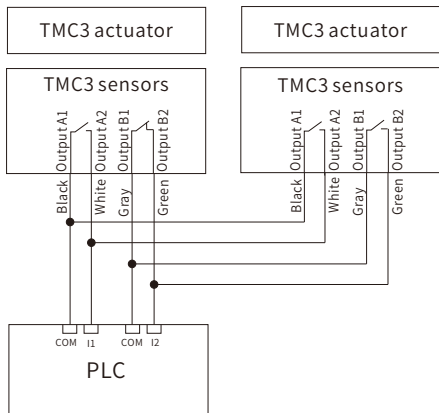 TMC3 actuator
TMC3 actuator
TMC3 sensors
TMC3 sensors
Output A1
Output A2
Output B1
Output B2
Output A1
Output A2
Output B1
Output B2
Black
White
Gray
Green
Black
White
Gray
Green
COM
I1
COM
I2
PLC